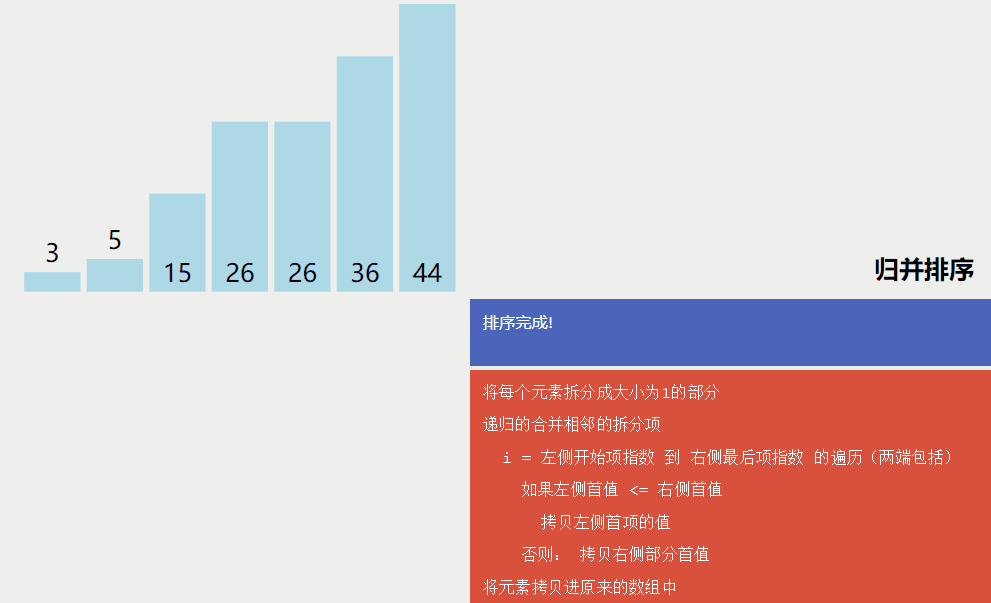 3
5
15
26
26
36
44
归并排序
排序完成!
将每个元素拆分成大小为1的部分
递归的合并相邻的拆分项
i = 左侧开始项指数 到 右侧最后项指数 的遍历（两端包括）
如果左侧首值 <= 右侧首值
拷贝左侧首项的值
否则： 拷贝右侧部分首值
将元素拷贝进原来的数组中